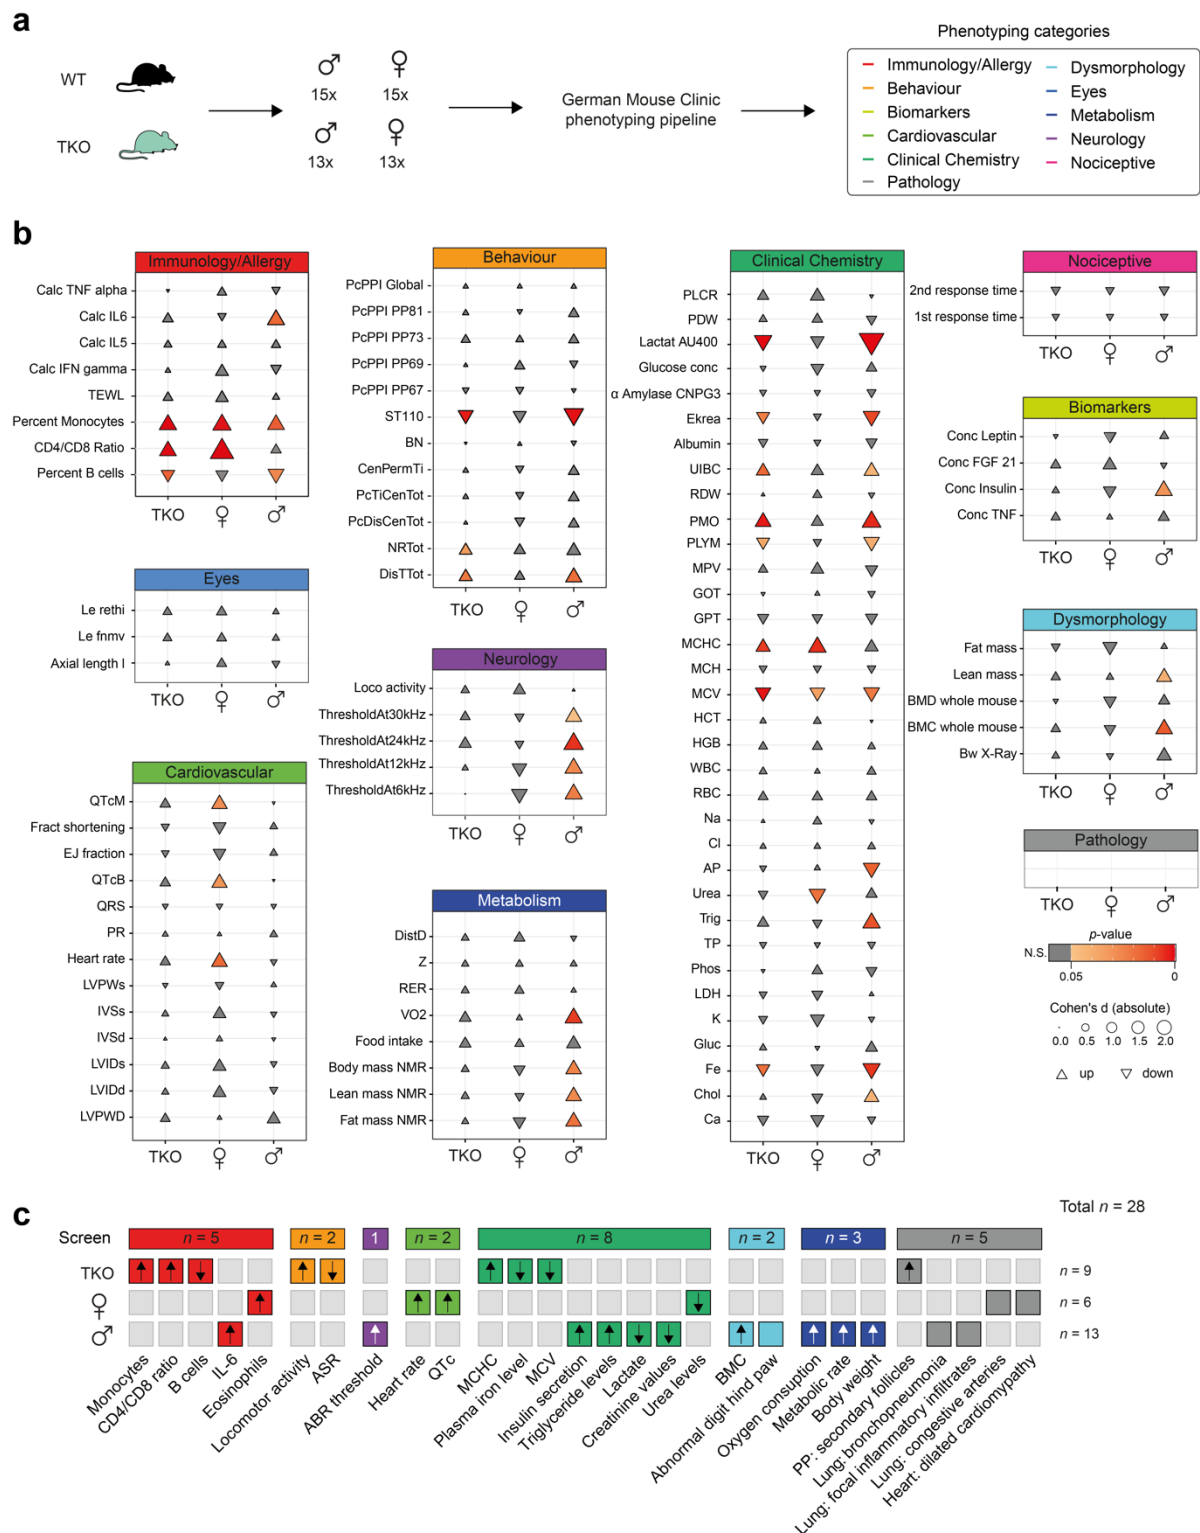 a
WT
TKO
♂
15x
♀
15x
♂
13x
♀
13x
German Mouse Clinic
phenotyping pipeline
Phenotyping categories
Immunology/Allergy
Behaviour
Biomarkers
Cardiovascular
Clinical Chemistry
Pathology
Dysmorphology
Eyes
Metabolism
Neurology
Nociceptive
b
Immunology/Allergy
Calc TNF alpha
Calc IL6
Calc IL5
Calc IFN gamma
TEWL
Percent Monocytes
CD4/CD8 Ratio
Percent B cells
TKO ♀ ♂
Eyes
Le rethi
Le fnmv
Axial length l
TKO ♀ ♂
Cardiovascular
QTcM
Fract shortening
EJ fraction
QTcB
QRS
PR
Heart rate
LVPWs
IVSs
IVSd
LVIDs
LVIDd
LVPWD
TKO ♀ ♂
Behaviour
PcPPI Global
PcPPI PP81
PcPPI PP73
PcPPI PP69
PcPPI PP67
ST110
BN
CenPermTi
PcTiCenTot
PcDisCenTot
NRTot
DisTTot
TKO ♀ ♂
Neurology
Loco activity
ThresholdAt30kHz
ThresholdAt24kHz
ThresholdAt12kHz
ThresholdAt6kHz
TKO ♀ ♂
Metabolism
DistD
Z
RER
VO2
Food intake
Body mass NMR
Lean mass NMR
Fat mass NMR
TKO ♀ ♂
Clinical Chemistry
PLCR
PDW
Lactat AU400
Glucose conc
α Amylase CNPG3
Ekrea
Albumin
UIBC
RDW
PMO
PLYM
MPV
GOT
GPT
MCHC
MCH
MCV
HCT
HGB
WBC
RBC
Na
Cl
AP
Urea
Trig
TP
Phos
LDH
K
Gluc
Fe
Chol
Ca
TKO ♀ ♂
Nociceptive
2nd response time
1st response time
TKO ♀ ♂
Biomarkers
Conc Leptin
Conc FGF 21
Conc Insulin
Conc TNF
TKO ♀ ♂
Dysmorphology
Fat mass
Lean mass
BMD whole mouse
BMC whole mouse
Bw X-Ray
TKO ♀ ♂
Pathology
TKO ♀ ♂
p-value
N.S.
0.05 0
Cohen's d (absolute)
0.0 0.5 1.0 1.5 2.0
up down
c
Total n = 28
Screen n = 5 n = 2 1 n = 2 n = 8 n = 2 n = 3 n = 5
TKO n = 9
♀ n = 6
♂ n = 13
Monocytes
CD4/CD8 ratio
B cells
IL-6
Eosinophils
Locomotor activity
ASR
ABR threshold
Heart rate
QTc
MCHC
Plasma iron level
MCV
Insulin secretion
Triglyceride levels
Lactate
Creatinine values
Urea levels
BMC
Abnormal digit hind paw
Oxygen consuption
Metabolic rate
Body weight
PP: secondary follicles
Lung: bronchopneumonia
Lung: focal inflammatory infiltrates
Lung: congestive arteries
Heart: dilated cardiomypathy